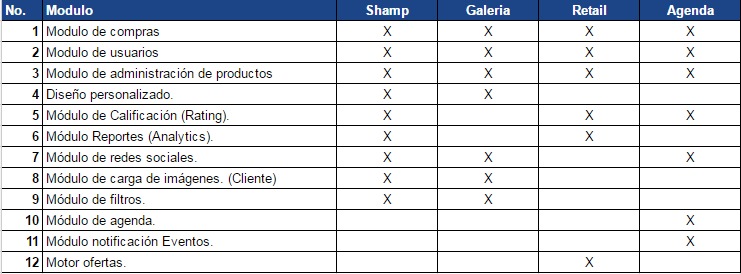 No. Modulo Shamp Galeria Retail Agenda
1 Modulo de compras X X X X
2 Modulo de usuarios X X X X
3 Modulo de administración de productos X X X X
4 Diseño personalizado. X X
5 Módulo de Calificación (Rating). X X X
6 Módulo Reportes (Analytics). X X
7 Módulo de redes sociales. X X X
8 Módulo de carga de imágenes. (Cliente) X X
9 Módulo de filtros. X X
10 Módulo de agenda. X
11 Módulo notificación Eventos. X
12 Motor ofertas. X